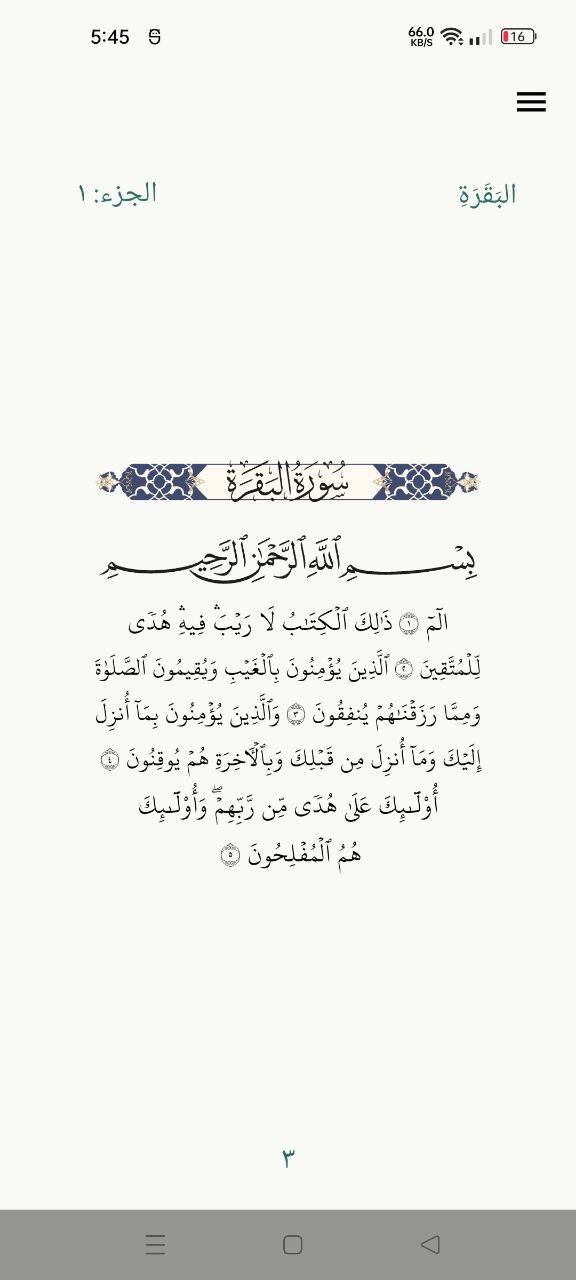 5:45
66.0 KB/S
16
البَقَرَةِ
الجزء: ١
سُورَةُ البَقَرَة
بِسْمِ ٱللَّهِ ٱلرَّحْمَٰنِ ٱلرَّحِيمِ
الٓمٓ ١ ذَٰلِكَ ٱلْكِتَٰبُ لَا رَيْبَ ۛ فِيهِ ۛ هُدًى
لِّلْمُتَّقِينَ ٢ ٱلَّذِينَ يُؤْمِنُونَ بِٱلْغَيْبِ وَيُقِيمُونَ ٱلصَّلَوٰةَ
وَمِمَّا رَزَقْنَٰهُمْ يُنفِقُونَ ٣ وَٱلَّذِينَ يُؤْمِنُونَ بِمَآ أُنزِلَ
إِلَيْكَ وَمَآ أُنزِلَ مِن قَبْلِكَ وَبِٱلْءَاخِرَةِ هُمْ يُوقِنُونَ ٤
أُو۟لَٰٓئِكَ عَلَىٰ هُدًى مِّن رَّبِّهِمْ ۖ وَأُو۟لَٰٓئِكَ
هُمُ ٱلْمُفْلِحُونَ ٥
٣